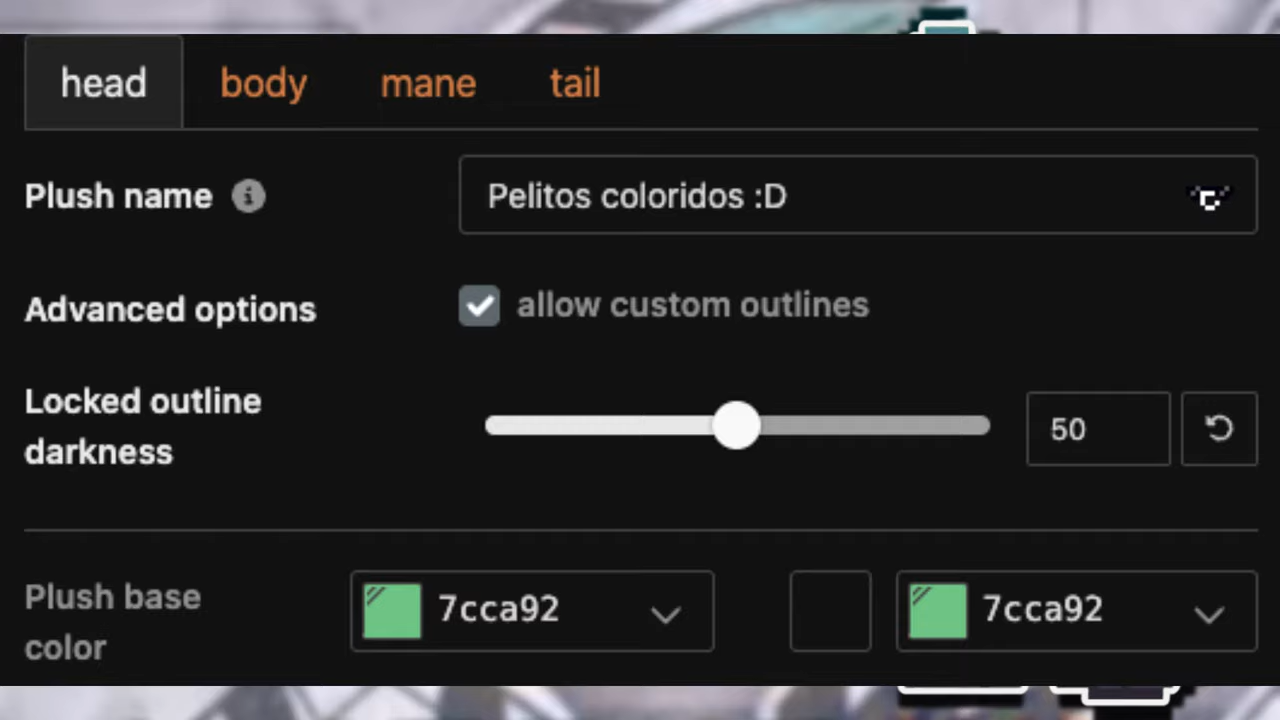 head body mane tail
Plush name Pelitos coloridos :D
Advanced options allow custom outlines
Locked outline
darkness 50
Plush base
color 7cca92 7cca92